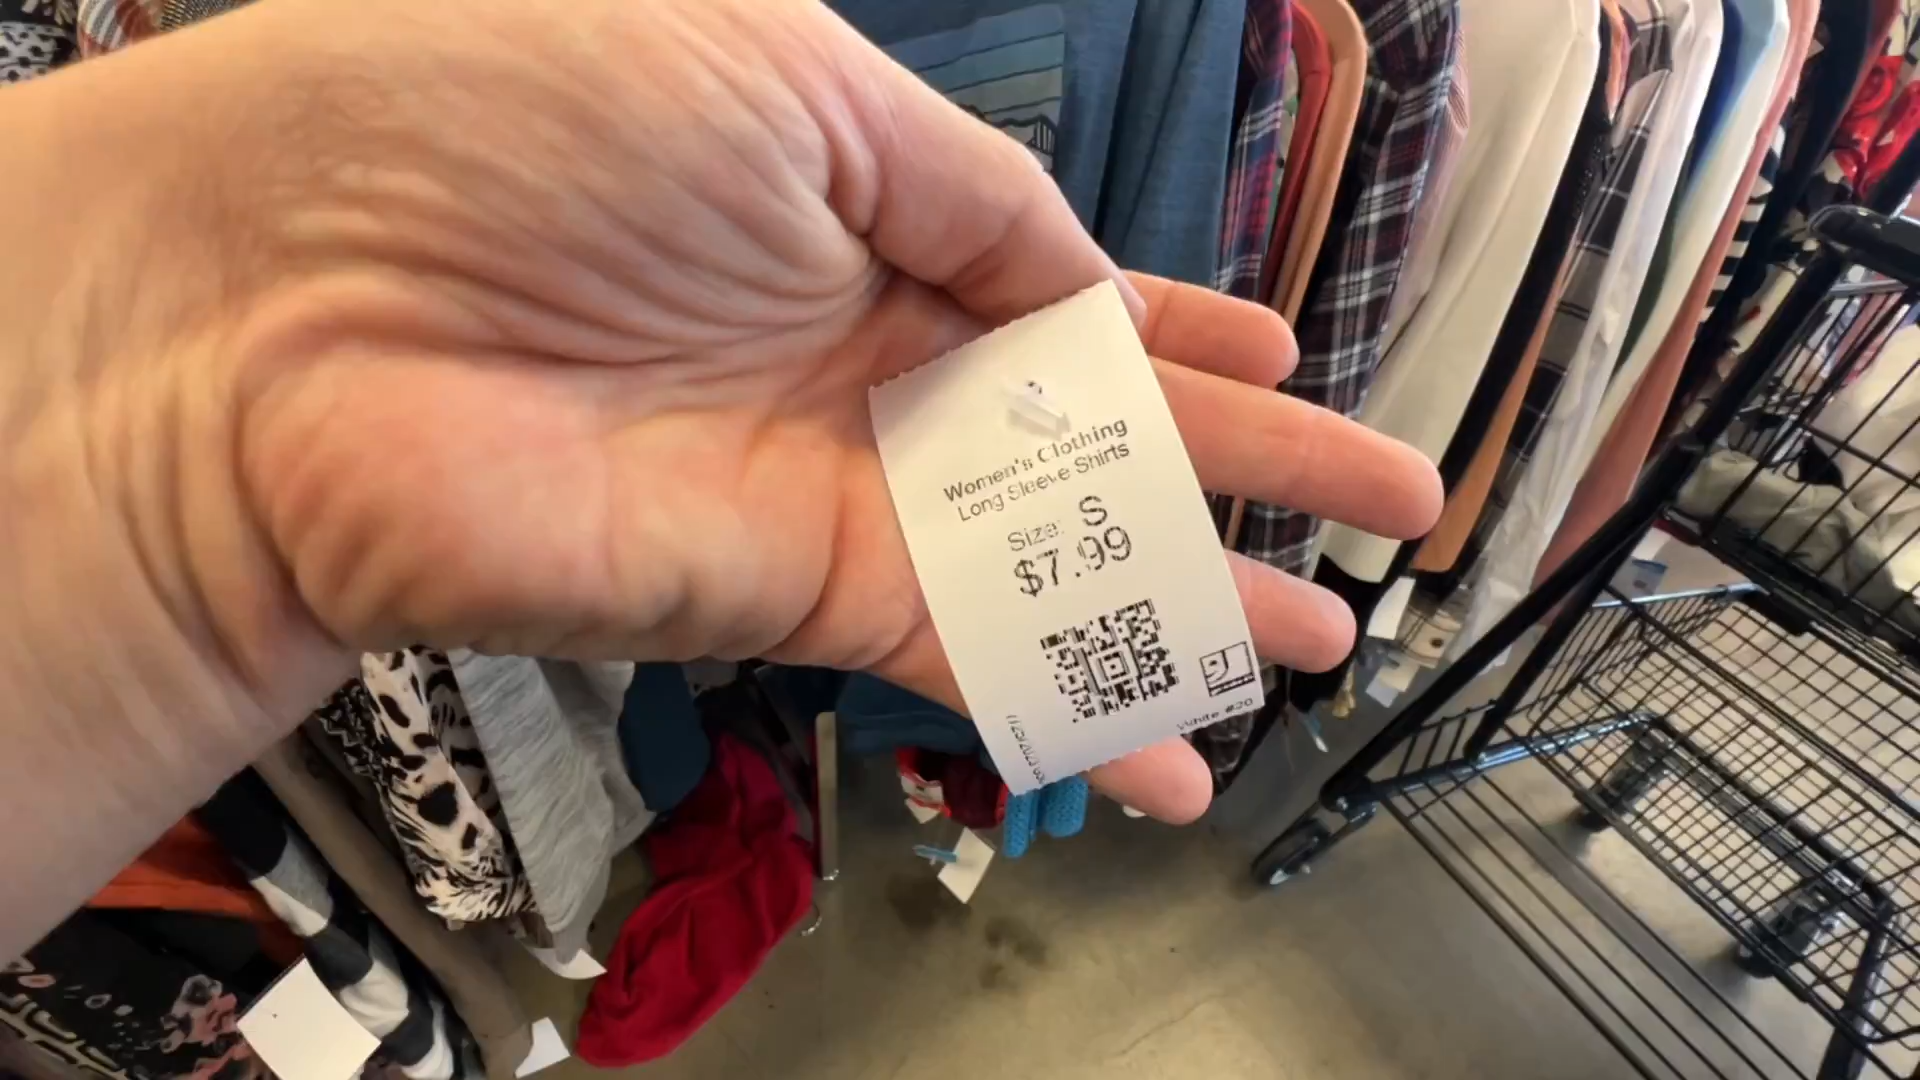 Women's Clothing
Long Sleeve Shirts
Size: S
$7.99
White #20